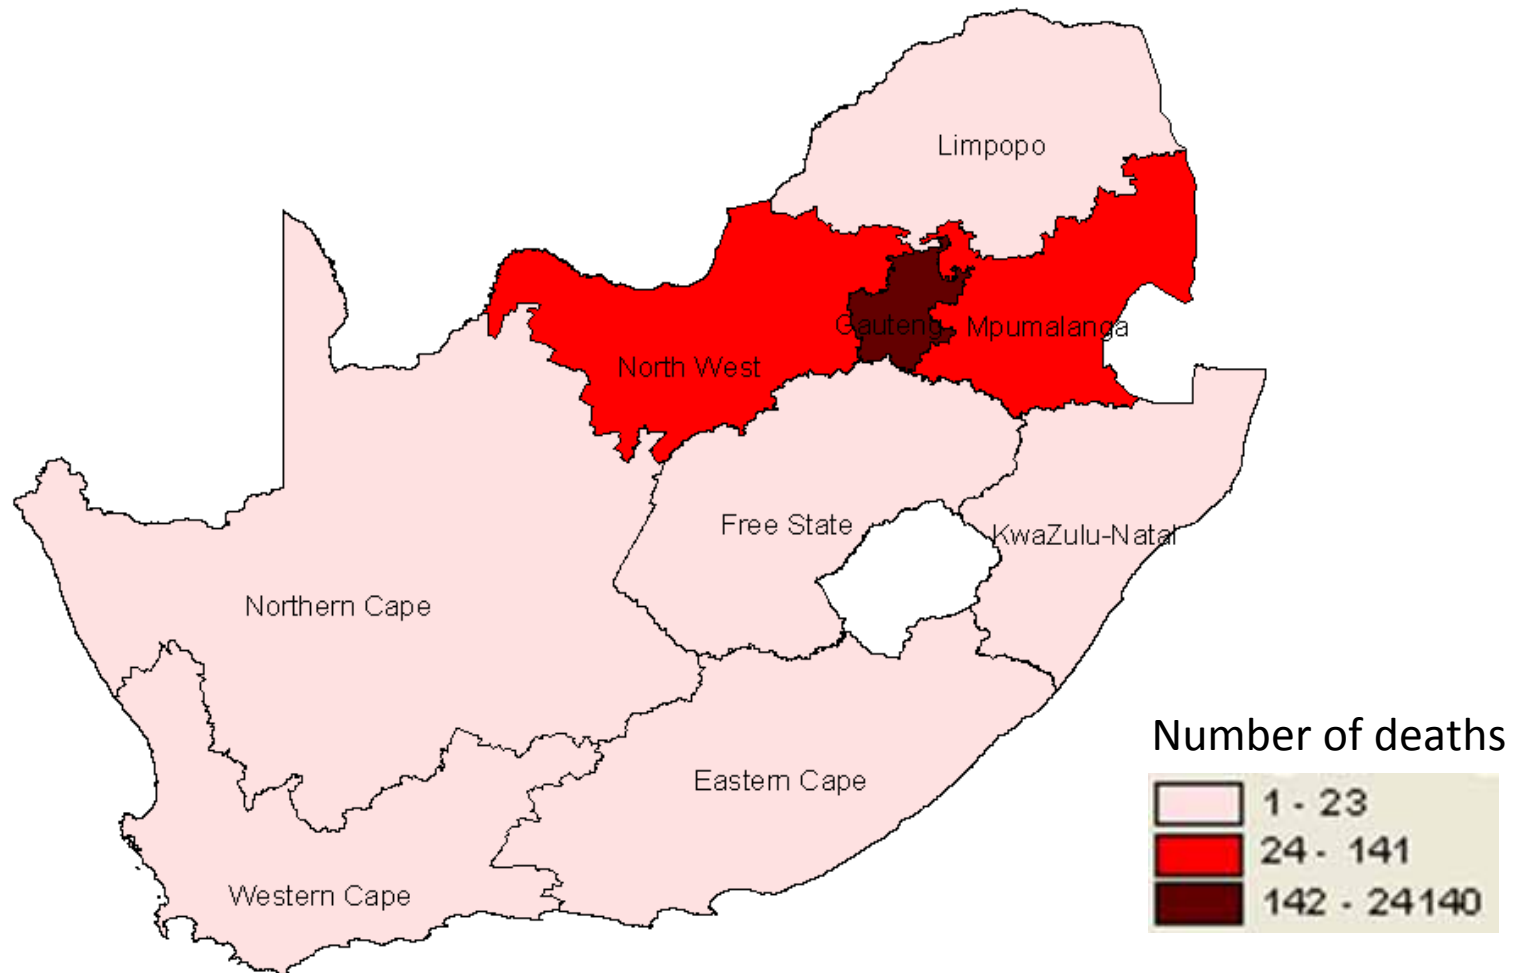 Limpopo
Gauteng
Mpumalanga
North West
Free State
KwaZulu-Natal
Northern Cape
Eastern Cape
Western Cape
Number of deaths
1 - 23
24 - 141
142 - 24140